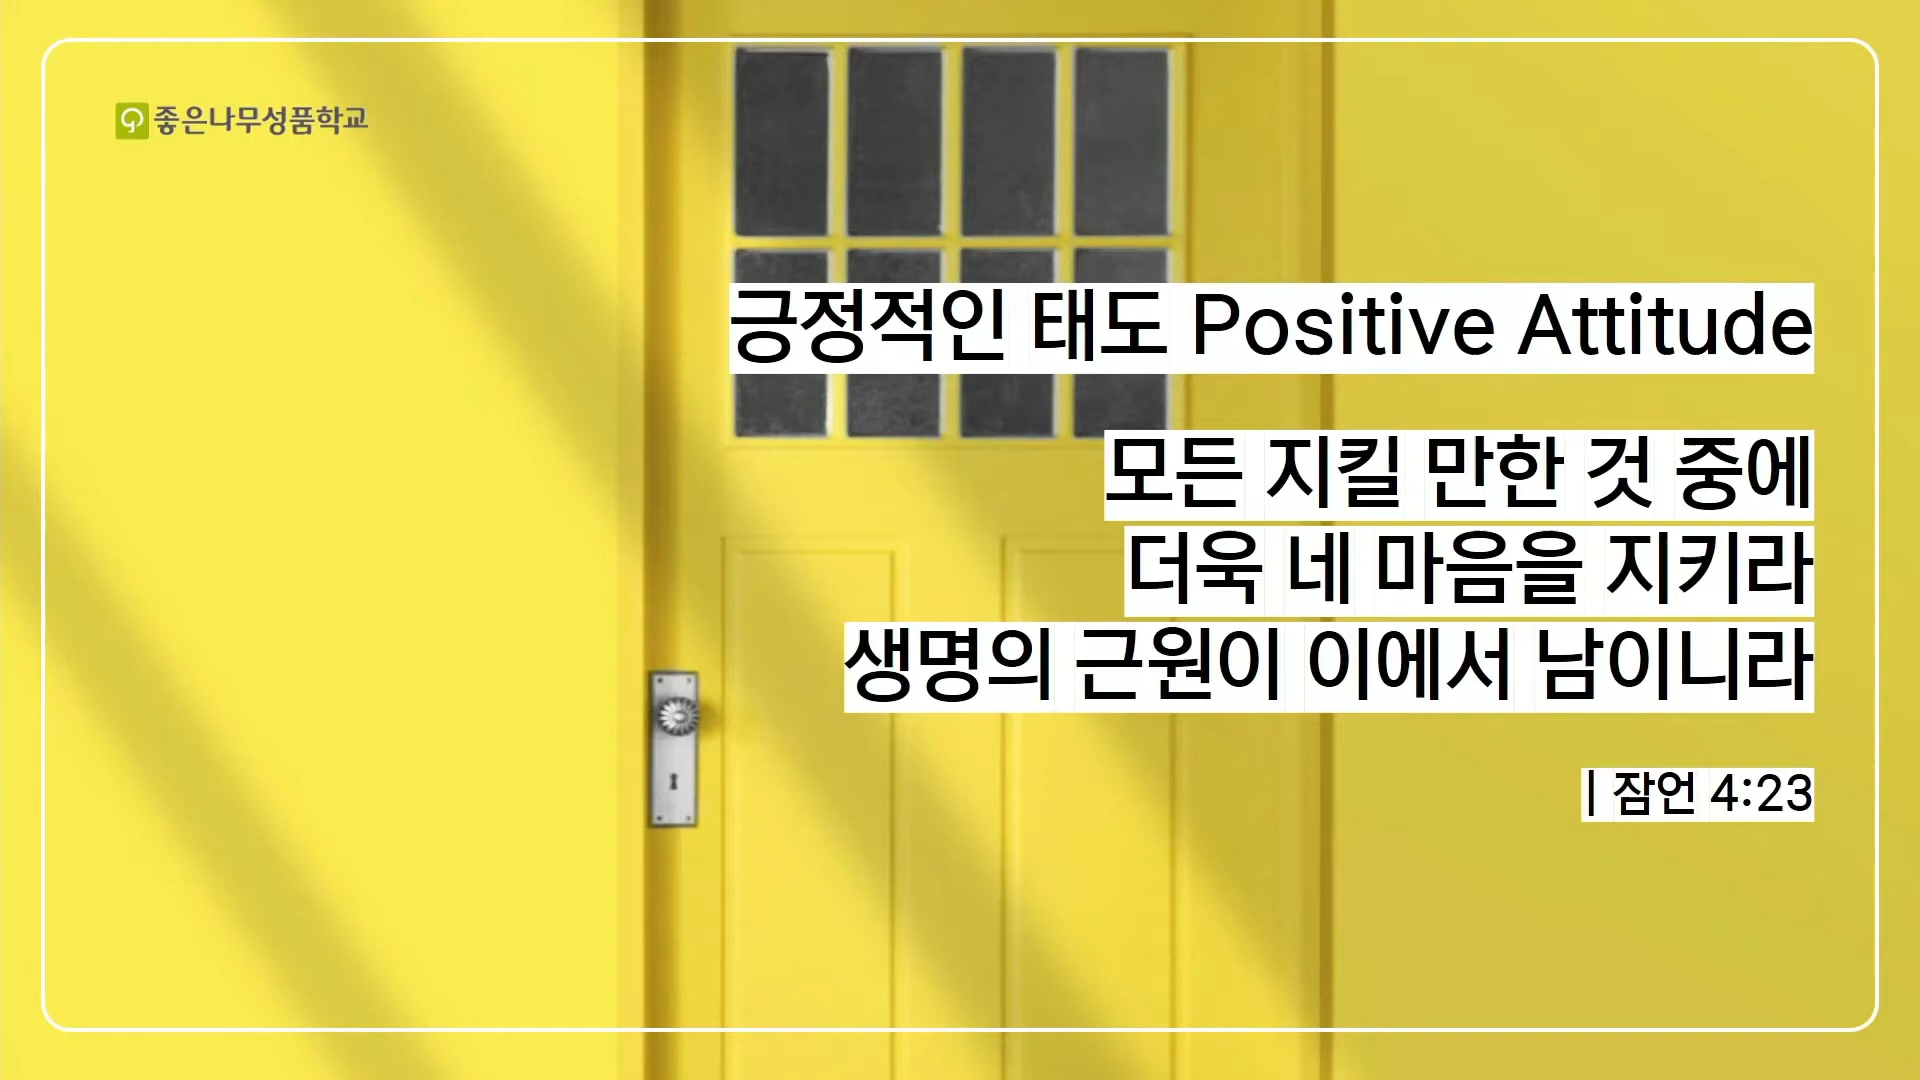 좋은나무성품학교
긍정적인 태도 Positive Attitude
모든 지킬 만한 것 중에
더욱 네 마음을 지키라
생명의 근원이 이에서 남이니라
| 잠언 4:23